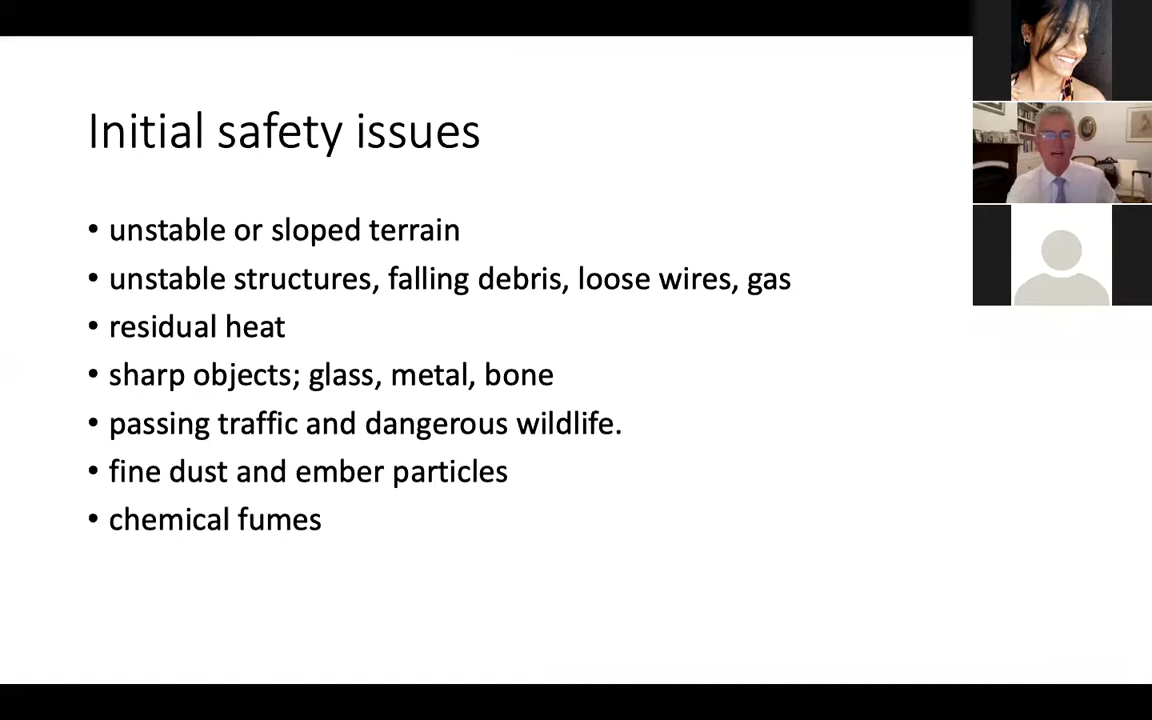 Initial safety issues
• unstable or sloped terrain
• unstable structures, falling debris, loose wires, gas
• residual heat
• sharp objects; glass, metal, bone
• passing traffic and dangerous wildlife.
• fine dust and ember particles
• chemical fumes